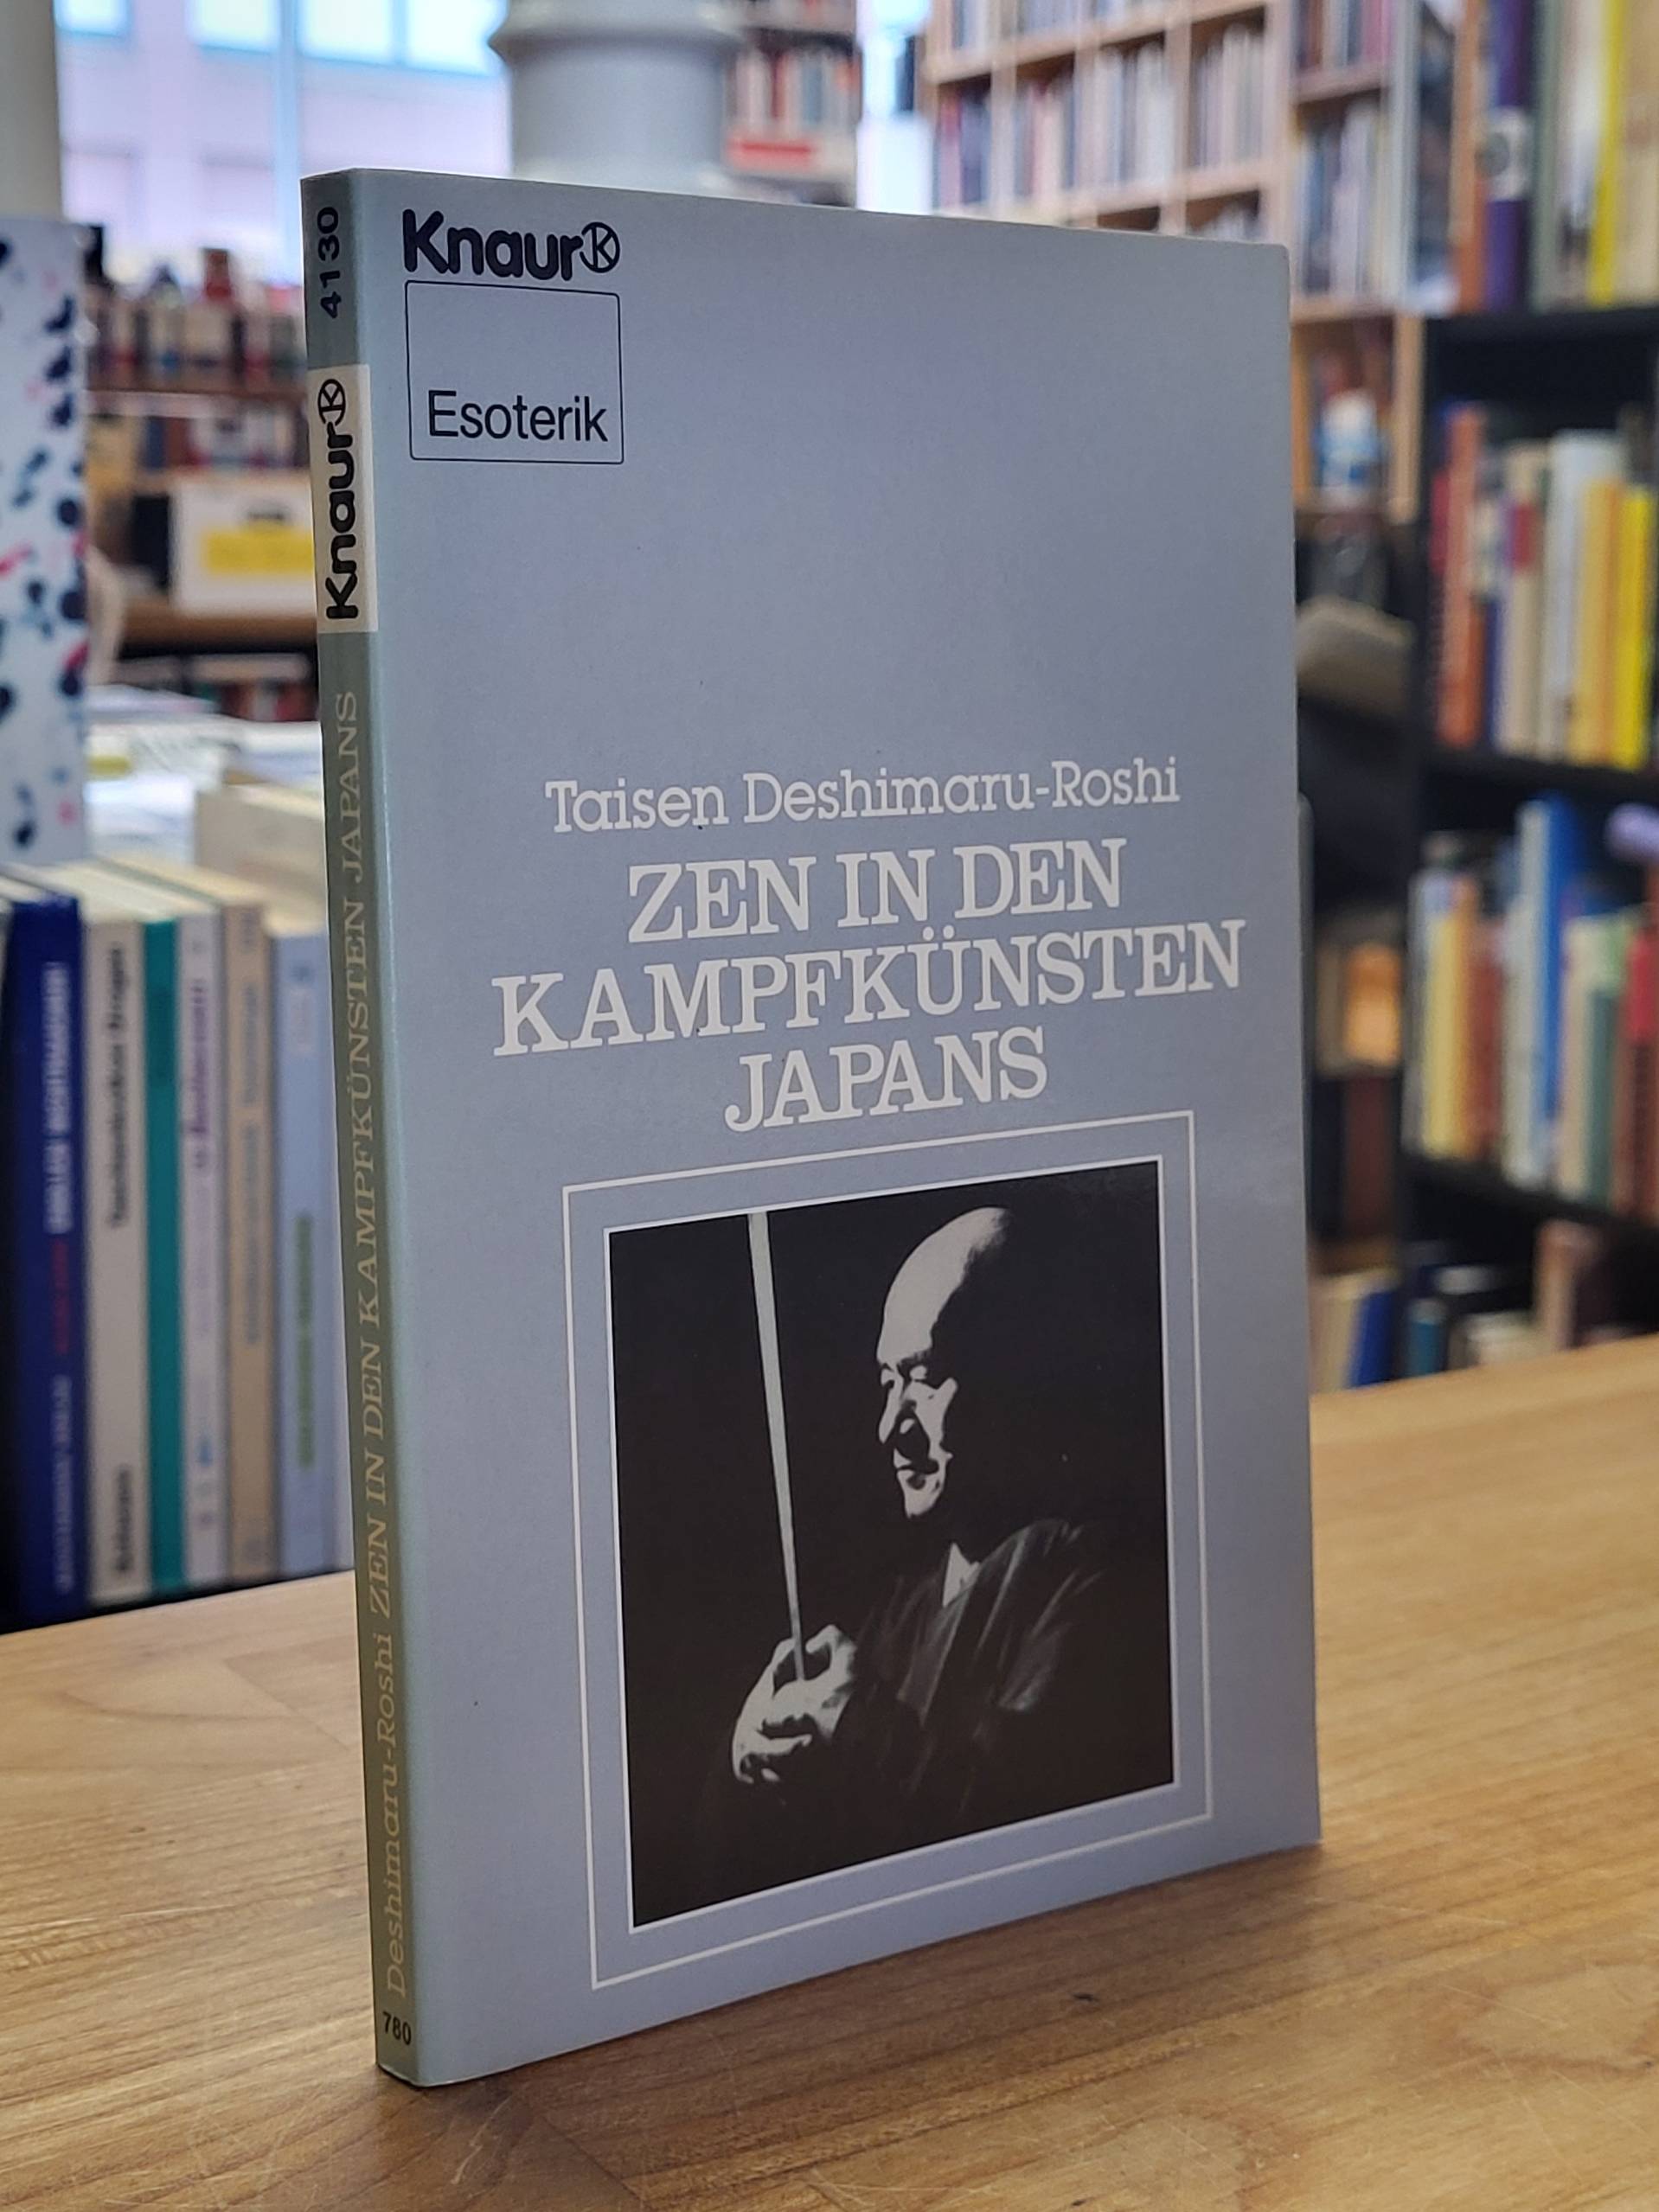 Knaur
Esoterik
Taisen Deshimaru-Roshi
ZEN IN DEN
KAMPFKÜNSTEN
JAPANS
4130
Knaur
Deshimaru-Roshi ZEN IN DEN KAMPFKÜNSTEN JAPANS
780